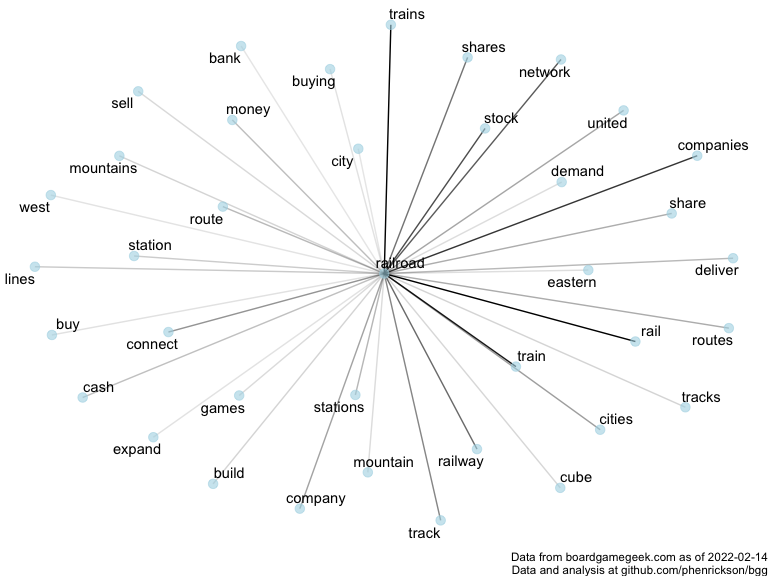 trains
shares
bank
network
buying
sell
money
stock
united
companies
city
mountains
demand
west
route
share
station
railroad
lines
eastern
deliver
buy
connect
rail
routes
train
cash
games
stations
tracks
cities
expand
mountain
railway
build
cube
company
track
Data from boardgamegeek.com as of 2022-02-14
Data and analysis at github.com/phenrickson/bgg